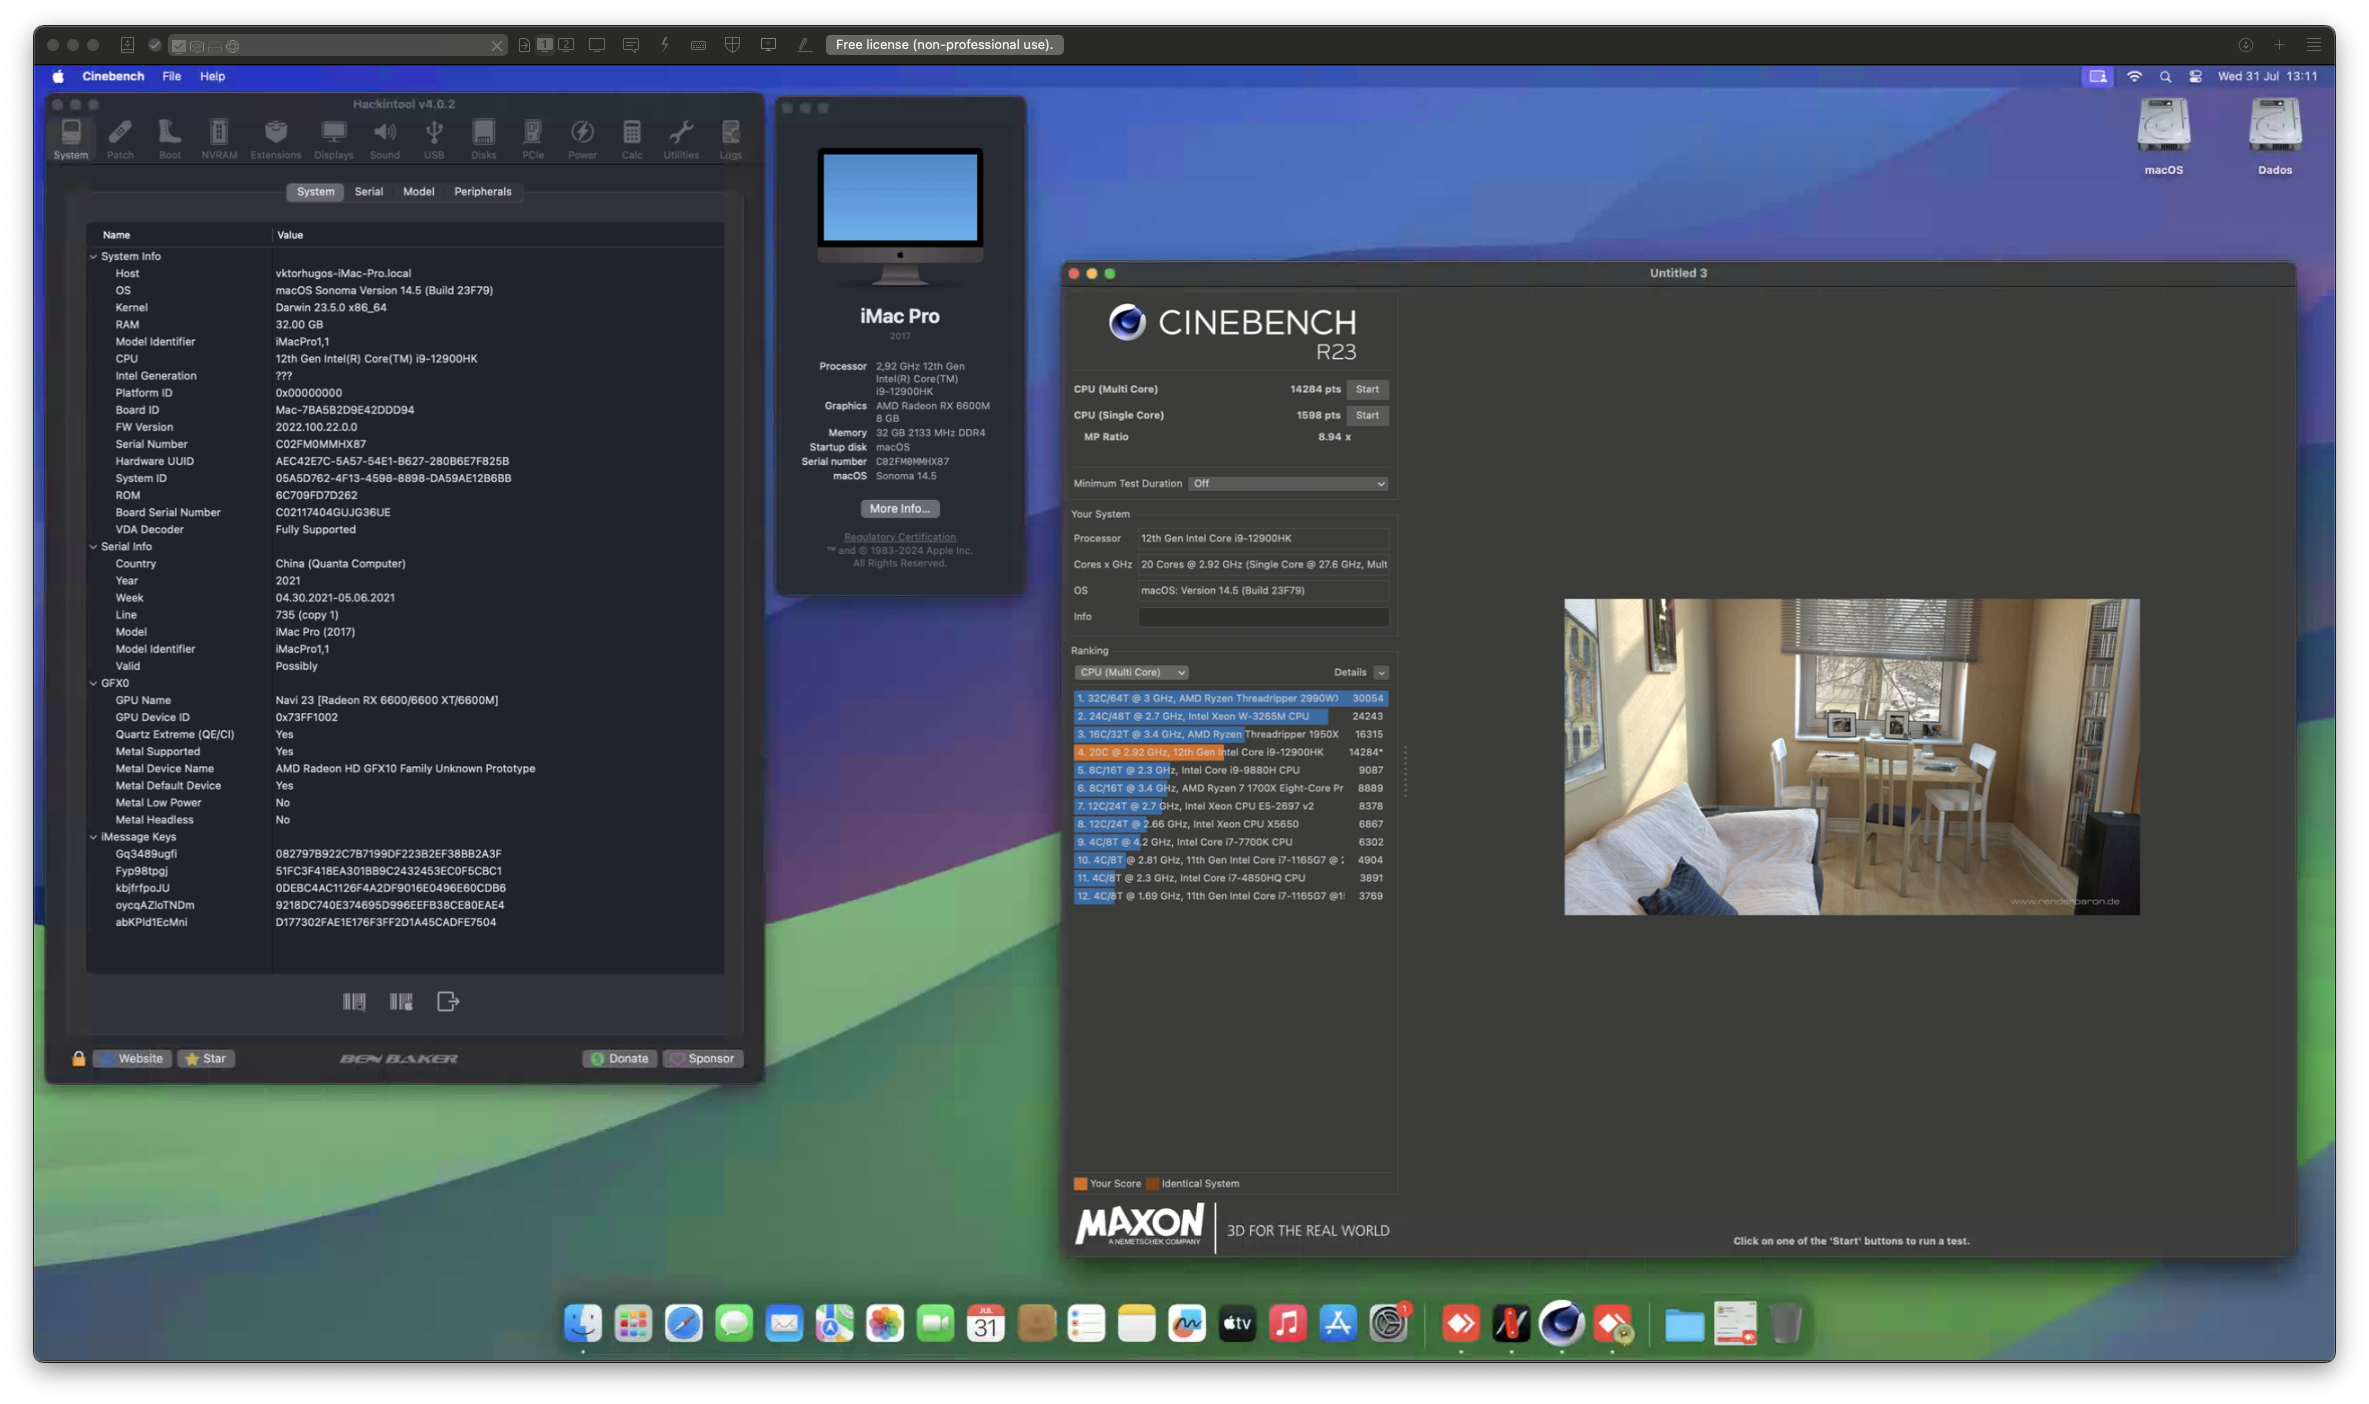 1
2
Free license (non-professional use).
Cinebench File Help
Wed 31 Jul 13:11
Hackintool v4.0.2
System Patch Boot NVRAM Extensions Displays Sound USB Disks PCIe Power Calc Utilities Logs
System Serial Model Peripherals
Name Value
System Info
Host vktorhugos-iMac-Pro.local
OS macOS Sonoma Version 14.5 (Build 23F79)
Kernel Darwin 23.5.0 x86_64
RAM 32.00 GB
Model Identifier iMacPro1,1
CPU 12th Gen Intel(R) Core(TM) i9-12900HK
Intel Generation ???
Platform ID 0x00000000
Board ID Mac-7BA5B2D9E42DDD94
FW Version 2022.100.22.0.0
Serial Number C02FM0MMHX87
Hardware UUID AEC42E7C-5A57-54E1-B627-280B6E7F825B
System ID 05A5D762-4F13-4598-8898-DA59AE12B6BB
ROM 6C709FD7D262
Board Serial Number C02117404GUJG36UE
VDA Decoder Fully Supported
Serial Info
Country China (Quanta Computer)
Year 2021
Week 04.30.2021-05.06.2021
Line 735 (copy 1)
Model iMac Pro (2017)
Model Identifier iMacPro1,1
Valid Possibly
GFX0
GPU Name Navi 23 [Radeon RX 6600/6600 XT/6600M]
GPU Device ID 0x73FF1002
Quartz Extreme (QE/CI) Yes
Metal Supported Yes
Metal Device Name AMD Radeon HD GFX10 Family Unknown Prototype
Metal Default Device Yes
Metal Low Power No
Metal Headless No
iMessage Keys
Gq3489ugfi 082797B922C7B7199DF223B2EF38BB2A3F
Fyp98tpgj 51FC3F418EA301BB9C2432453EC0F5CBC1
kbjfrfpoJU 0DEBC4AC1126F4A2DF9016E0496E60CDB6
oycqAZloTNDm 9218DC740E374695D996EEFB38CE80EAE4
abKPld1EcMni D177302FAE1E176F3FF2D1A45CADFE7504
Website Star BEN BAKER Donate Sponsor
iMac Pro
2017
Processor 2,92 GHz 12th Gen
Intel(R) Core(TM)
i9-12900HK
Graphics AMD Radeon RX 6600M
8 GB
Memory 32 GB 2133 MHz DDR4
Startup disk macOS
Serial number C02FM0MMHX87
macOS Sonoma 14.5
More Info...
Regulatory Certification
™ and © 1983-2024 Apple Inc.
All Rights Reserved.
macOS Dados
Untitled 3
CINEBENCH
R23
CPU (Multi Core) 14284 pts Start
CPU (Single Core) 1598 pts Start
MP Ratio 8.94 x
Minimum Test Duration Off
Your System
Processor 12th Gen Intel Core i9-12900HK
Cores x GHz 20 Cores @ 2.92 GHz (Single Core @ 27.6 GHz, Mult
OS macOS: Version 14.5 (Build 23F79)
Info
Ranking
CPU (Multi Core) Details
1. 32C/64T @ 3 GHz, AMD Ryzen Threadripper 2990WX 30054
2. 24C/48T @ 2.7 GHz, Intel Xeon W-3265M CPU 24243
3. 16C/32T @ 3.4 GHz, AMD Ryzen Threadripper 1950X 16315
4. 20C @ 2.92 GHz, 12th Gen Intel Core i9-12900HK 14284*
5. 8C/16T @ 2.3 GHz, Intel Core i9-9880H CPU 9087
6. 8C/16T @ 3.4 GHz, AMD Ryzen 7 1700X Eight-Core Pr 8889
7. 12C/24T @ 2.7 GHz, Intel Xeon CPU E5-2697 v2 8378
8. 12C/24T @ 2.66 GHz, Intel Xeon CPU X5650 6867
9. 4C/8T @ 4.2 GHz, Intel Core i7-7700K CPU 6302
10. 4C/8T @ 2.81 GHz, 11th Gen Intel Core i7-1165G7 @ 2 4904
11. 4C/8T @ 2.3 GHz, Intel Core i7-4850HQ CPU 3891
12. 4C/8T @ 1.69 GHz, 11th Gen Intel Core i7-1165G7 @1 3769
www.renderbaron.de
Your Score Identical System
MAXON
A NEMETSCHEK COMPANY
3D FOR THE REAL WORLD
Click on one of the 'Start' buttons to run a test.
JUL
31
tv
1